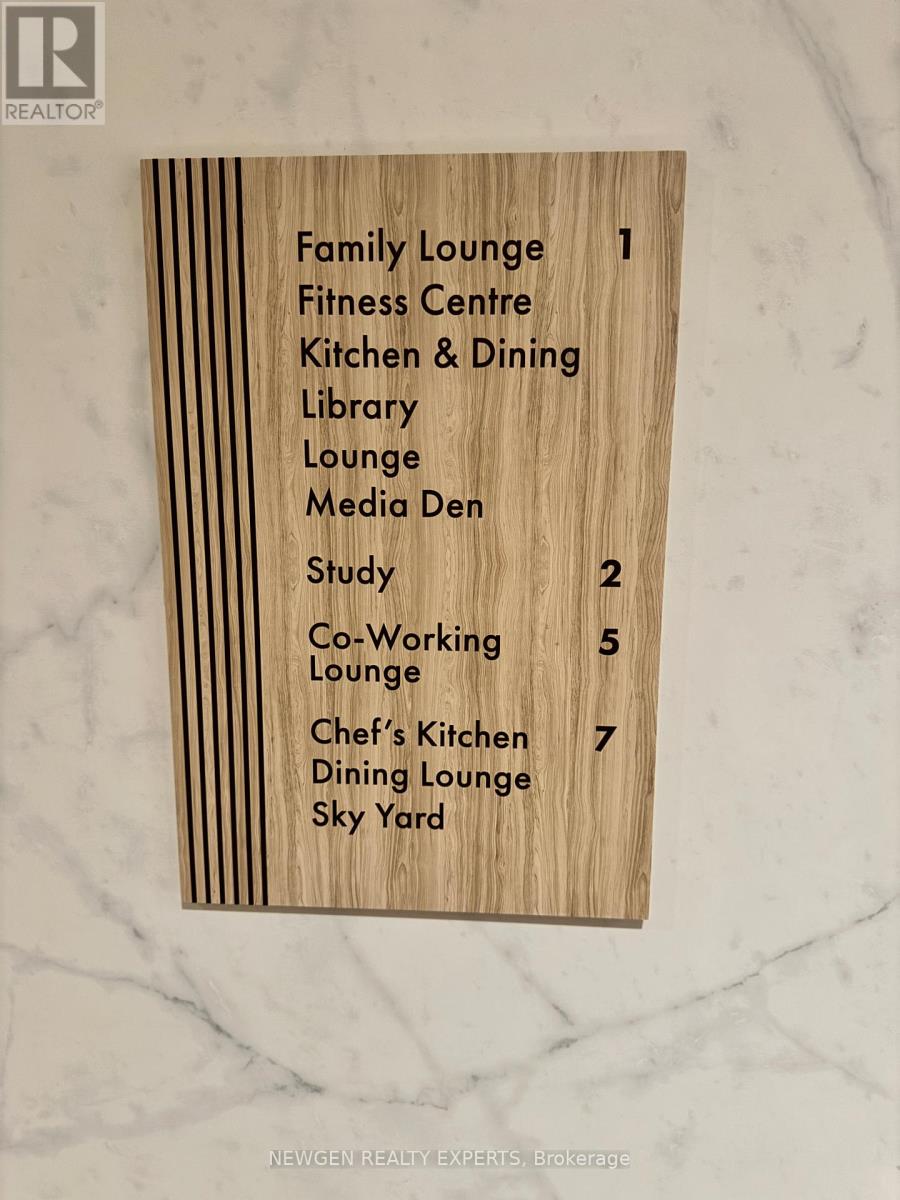 R
REALTOR®
Family Lounge 1
Fitness Centre
Kitchen & Dining
Library
Lounge
Media Den
Study 2
Co-Working 5
Lounge
Chef's Kitchen 7
Dining Lounge
Sky Yard
NEWGEN REALTY EXPERTS, Brokerage